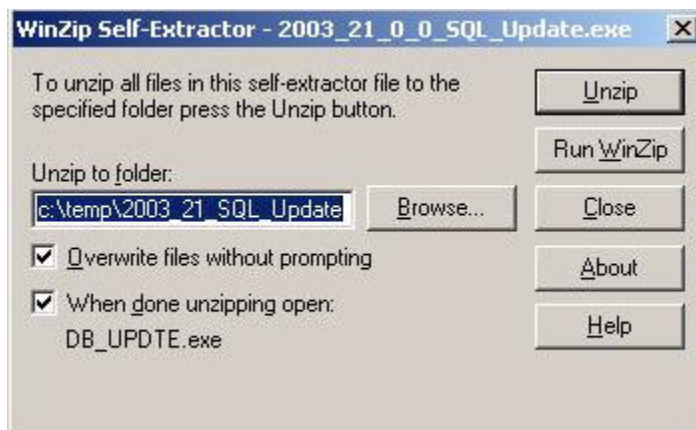 WinZip Self-Extractor - 2003_21_0_0_SQL_Update.exe
To unzip all files in this self-extractor file to the
specified folder press the Unzip button.
Unzip
Run WinZip
Unzip to folder:
c:\temp\2003_21_SQL_Update
Browse...
Close
Overwrite files without prompting
About
When done unzipping open:
DB_UPDTE.exe
Help